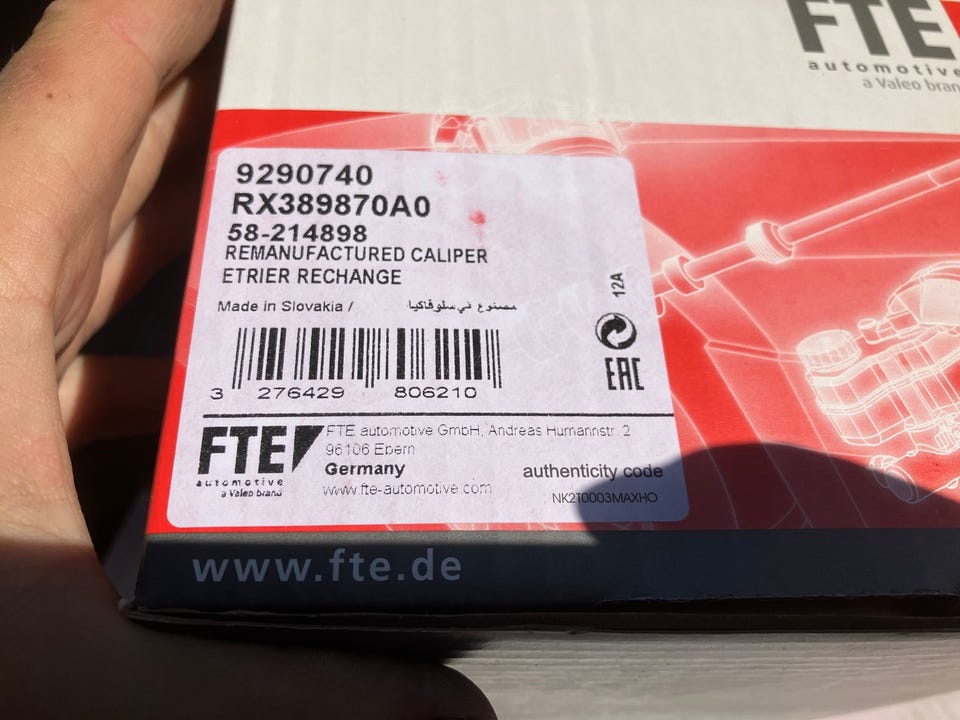 FTE
automotive
a Valeo bran
9290740
RX389870A0
58-214898
REMANUFACTURED CALIPER
ETRIER RECHANGE
Made in Slovakia / مصنوع في سلوفاكيا
12A
EAC
3 276429 806210
FTE
automotive
a Valeo brand
FTE automotive GmbH, Andreas Humannstr. 2
96106 Ebern
Germany
www.fte-automotive.com
authenticity code
NK2T0003MAXHO
www.fte.de